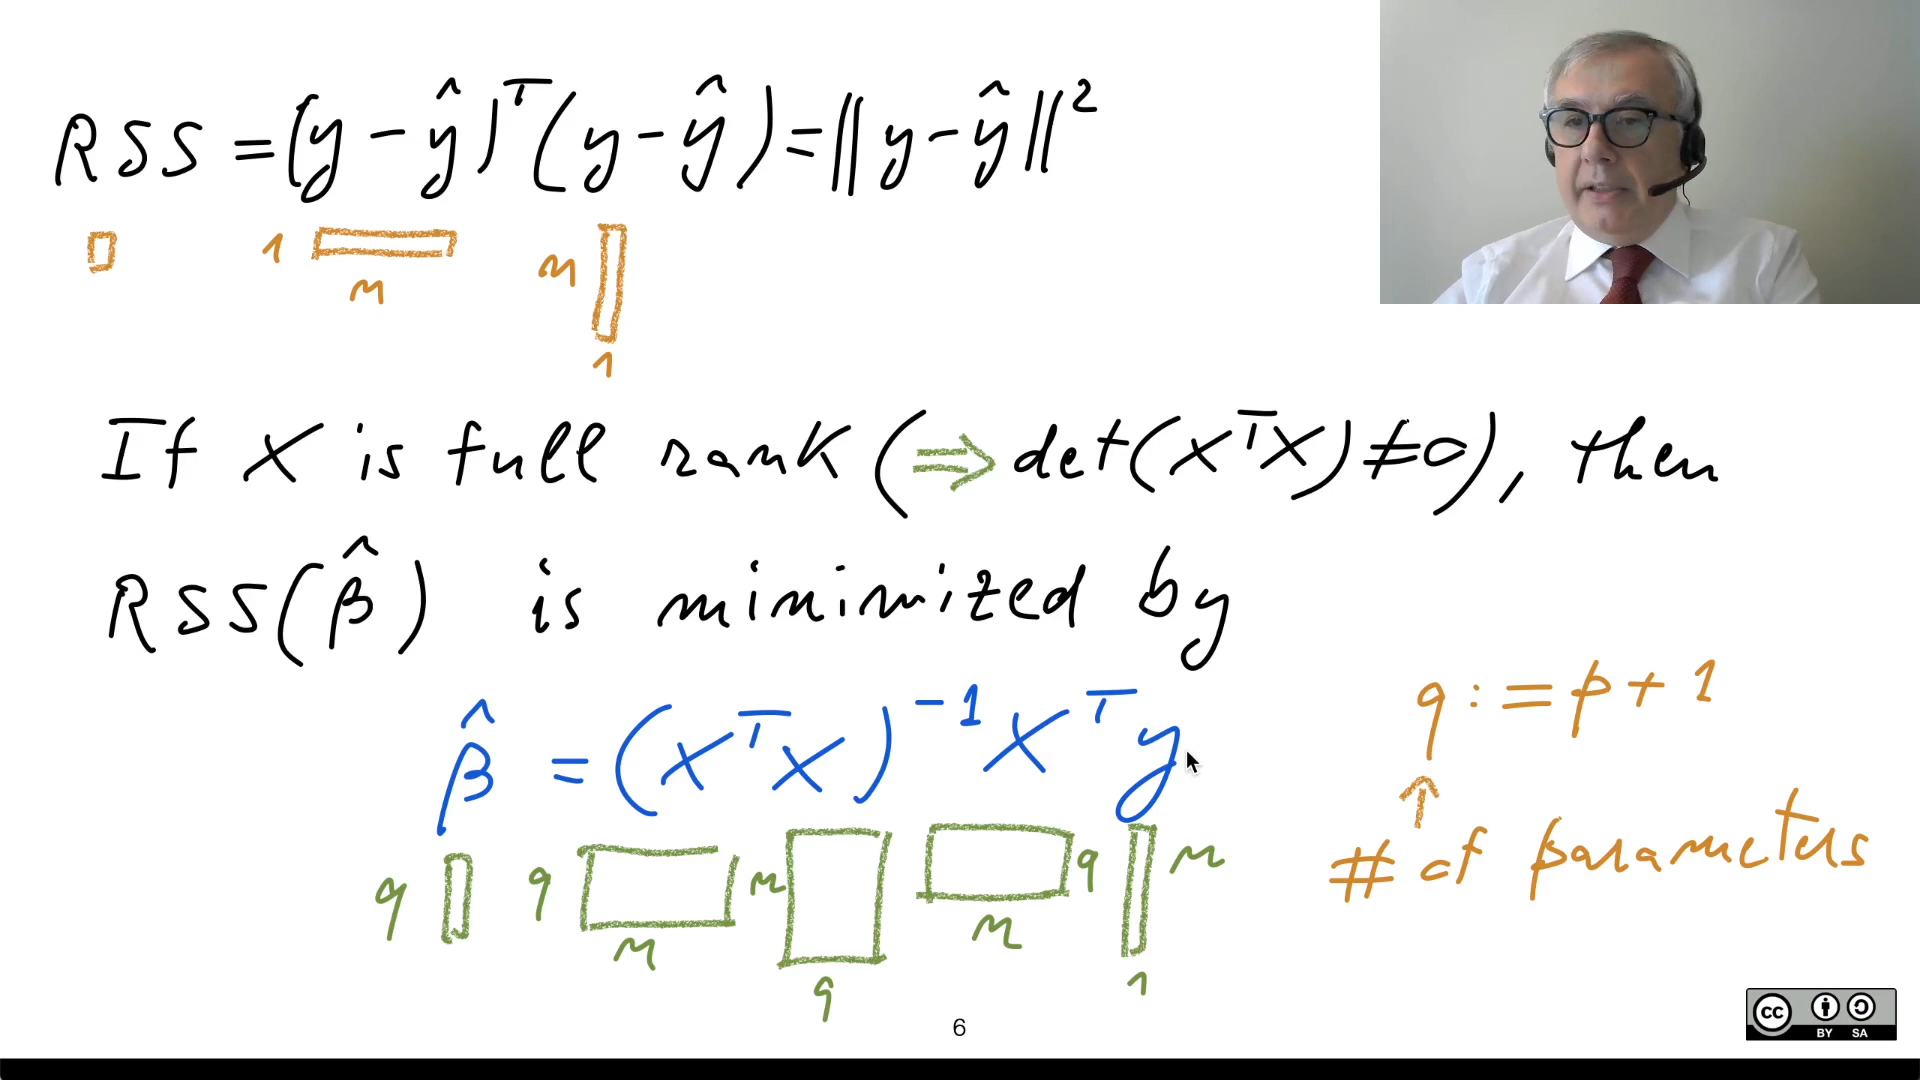 RSS = (y - ŷ)ᵀ(y - ŷ) = ||y - ŷ||²
1 n n 1
If X is full rank (⇒ det(XᵀX) ≠ 0), then
RSS(β̂) is minimized by
β̂ = (XᵀX)⁻¹Xᵀy
q := p + 1
↑
# of parameters
q q n n q n n q 1
6
cc BY SA